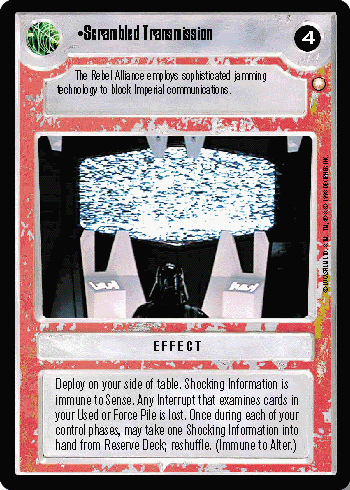 •Scrambled Transmission
4
The Rebel Alliance employs sophisticated jamming
technology to block Imperial communications.
EFFECT
Deploy on your side of table. Shocking Information is
immune to Sense. Any Interrupt that examines cards in
your Used or Force Pile is lost. Once during each of your
control phases, may take one Shocking Information into
hand from Reserve Deck; reshuffle. (Immune to Alter.)